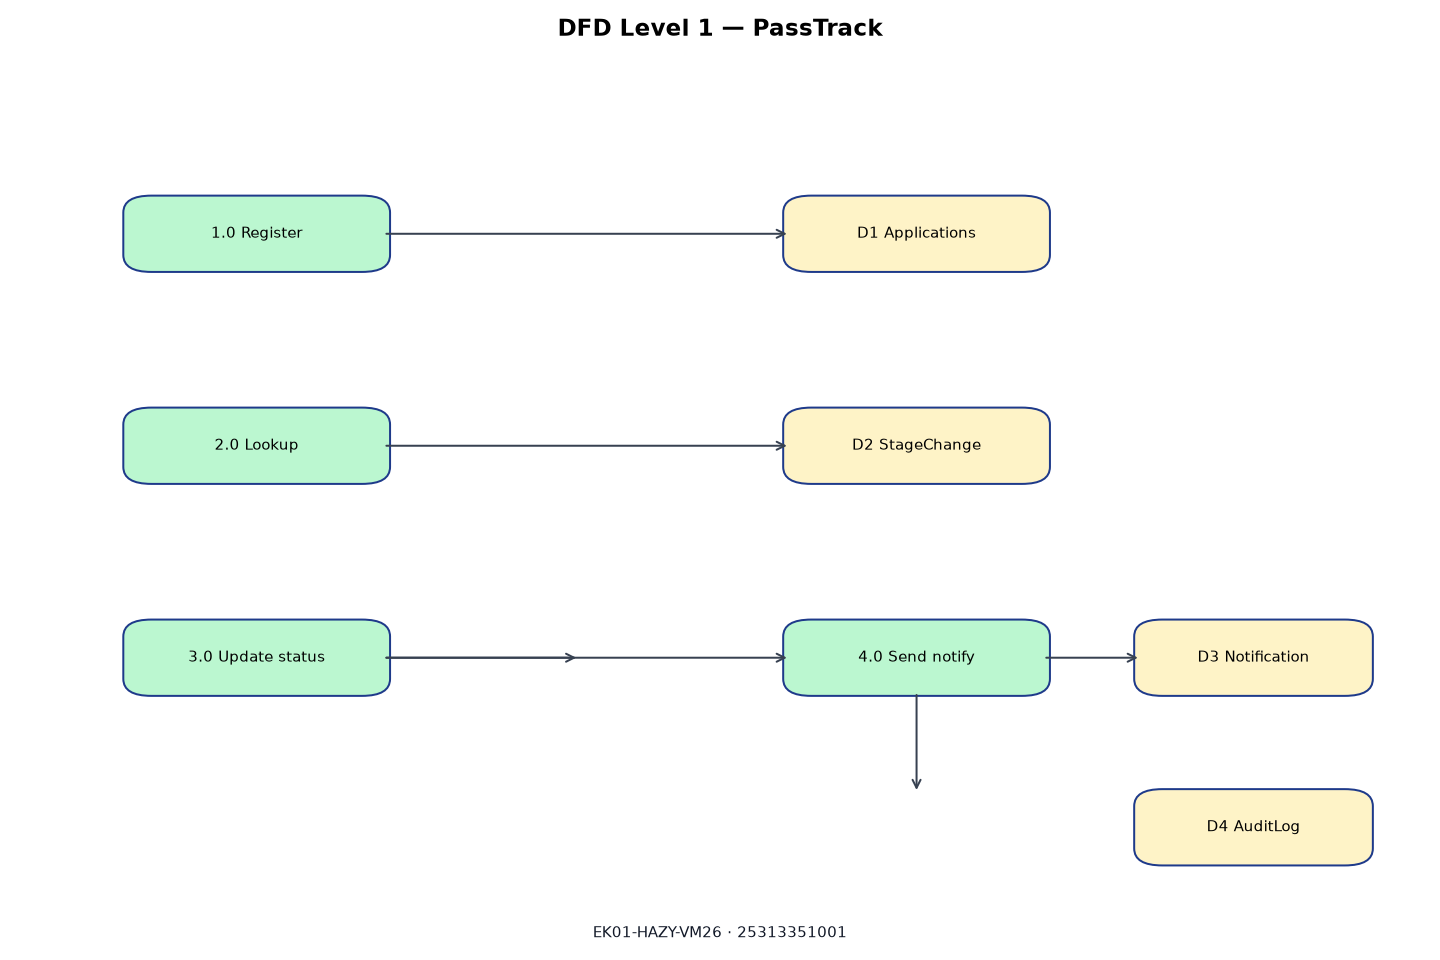 DFD Level 1 — PassTrack
1.0 Register
D1 Applications
2.0 Lookup
D2 StageChange
3.0 Update status
4.0 Send notify
D3 Notification
D4 AuditLog
EK01-HAZY-VM26 · 25313351001